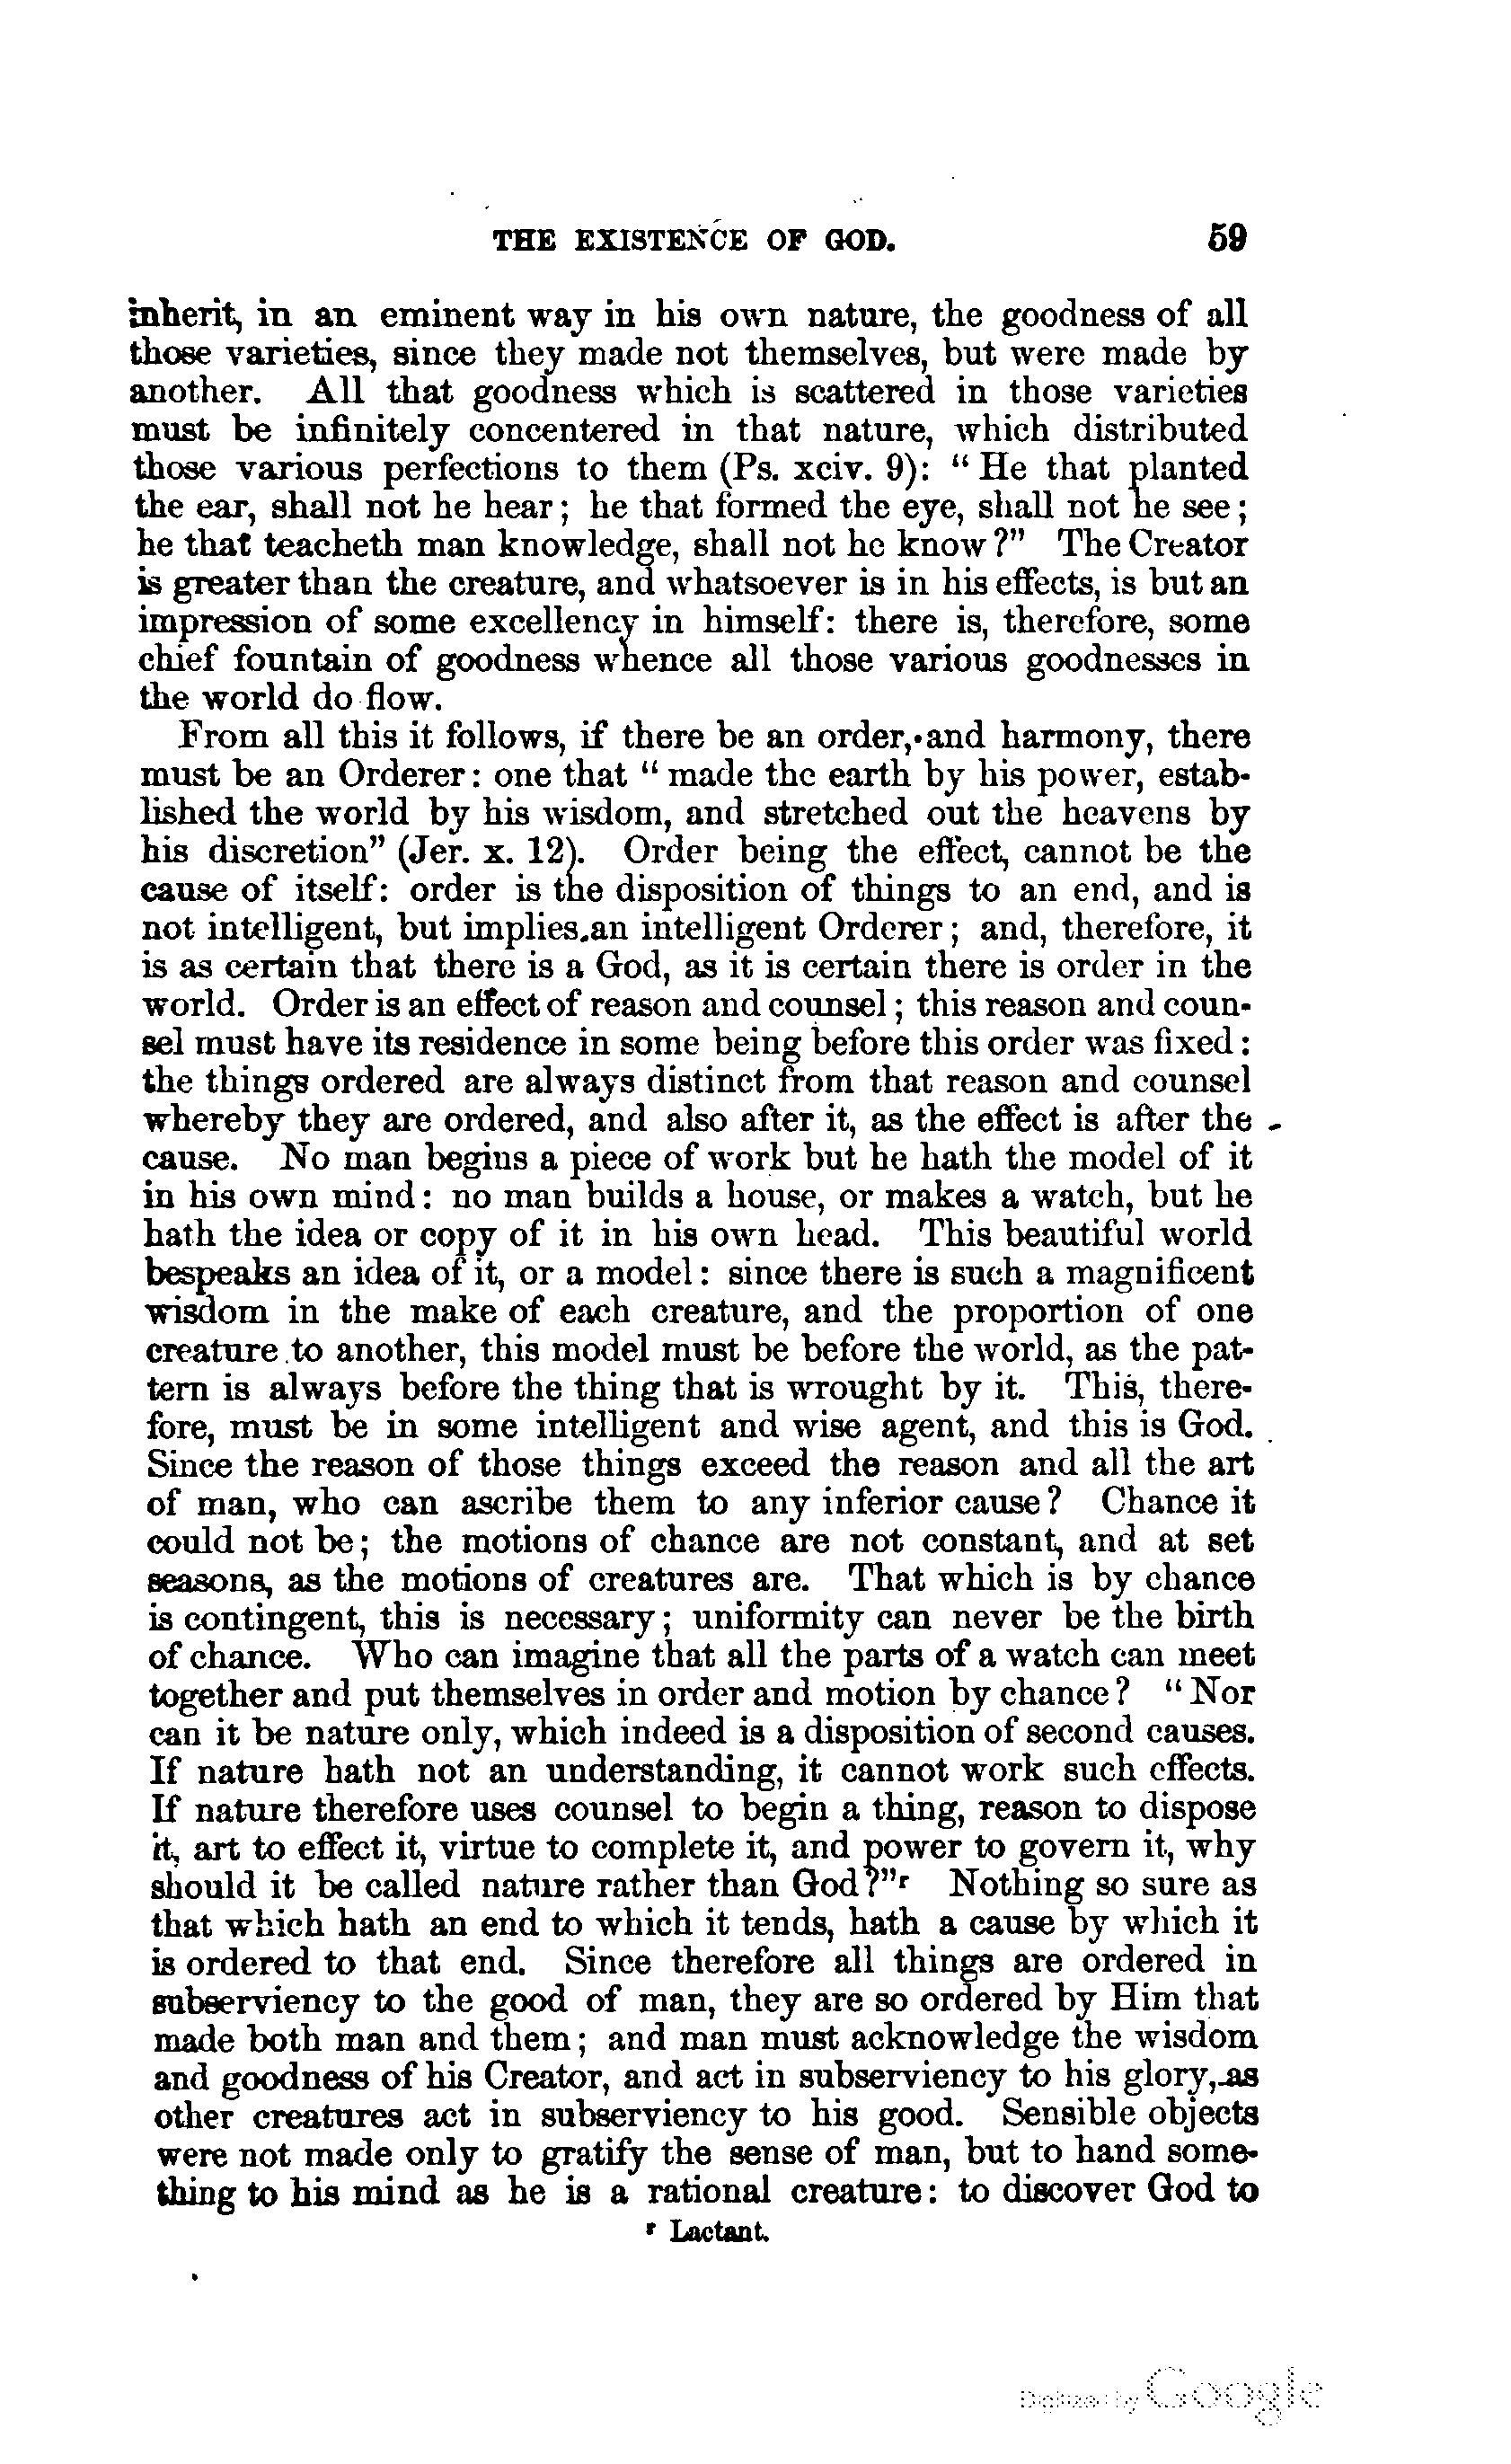 THE EXISTENCE OF GOD. 59
inherit, in an eminent way in his own nature, the goodness of all
those varieties, since they made not themselves, but were made by
another. All that goodness which is scattered in those varieties
must be infinitely concentered in that nature, which distributed
those various perfections to them (Ps. xciv. 9): “ He that planted
the ear, shall not he hear; he that formed the eye, shall not he see;
he that teacheth man knowledge, shall not he know?” The Creator
is greater than the creature, and whatsoever is in his effects, is but an
impression of some excellency in himself: there is, therefore, some
chief fountain of goodness whence all those various goodnesses in
the world do flow.
From all this it follows, if there be an order, and harmony, there
must be an Orderer: one that “ made the earth by his power, estab-
lished the world by his wisdom, and stretched out the heavens by
his discretion” (Jer. x. 12). Order being the effect, cannot be the
cause of itself: order is the disposition of things to an end, and is
not intelligent, but implies an intelligent Orderer; and, therefore, it
is as certain that there is a God, as it is certain there is order in the
world. Order is an effect of reason and counsel; this reason and coun-
sel must have its residence in some being before this order was fixed:
the things ordered are always distinct from that reason and counsel
whereby they are ordered, and also after it, as the effect is after the
cause. No man begins a piece of work but he hath the model of it
in his own mind: no man builds a house, or makes a watch, but he
hath the idea or copy of it in his own head. This beautiful world
bespeaks an idea of it, or a model: since there is such a magnificent
wisdom in the make of each creature, and the proportion of one
creature to another, this model must be before the world, as the pat-
tern is always before the thing that is wrought by it. This, there-
fore, must be in some intelligent and wise agent, and this is God.
Since the reason of those things exceed the reason and all the art
of man, who can ascribe them to any inferior cause? Chance it
could not be; the motions of chance are not constant, and at set
seasons, as the motions of creatures are. That which is by chance
is contingent, this is necessary; uniformity can never be the birth
of chance. Who can imagine that all the parts of a watch can meet
together and put themselves in order and motion by chance? “ Nor
can it be nature only, which indeed is a disposition of second causes.
If nature hath not an understanding, it cannot work such effects.
If nature therefore uses counsel to begin a thing, reason to dispose
it, art to effect it, virtue to complete it, and power to govern it, why
should it be called nature rather than God?”r Nothing so sure as
that which hath an end to which it tends, hath a cause by which it
is ordered to that end. Since therefore all things are ordered in
subserviency to the good of man, they are so ordered by Him that
made both man and them; and man must acknowledge the wisdom
and goodness of his Creator, and act in subserviency to his glory, as
other creatures act in subserviency to his good. Sensible objects
were not made only to gratify the sense of man, but to hand some-
thing to his mind as he is a rational creature: to discover God to
r Lactant.
Digitized by Google